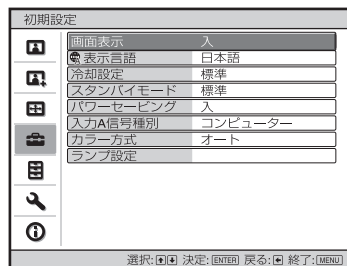 初期設定
画面表示 入
表示言語 日本語
冷却設定 標準
スタンバイモード 標準
パワーセービング 入
入力A信号種別 コンピューター
カラー方式 オート
ランプ設定
選択: 決定:ENTER 戻る: 終了:MENU